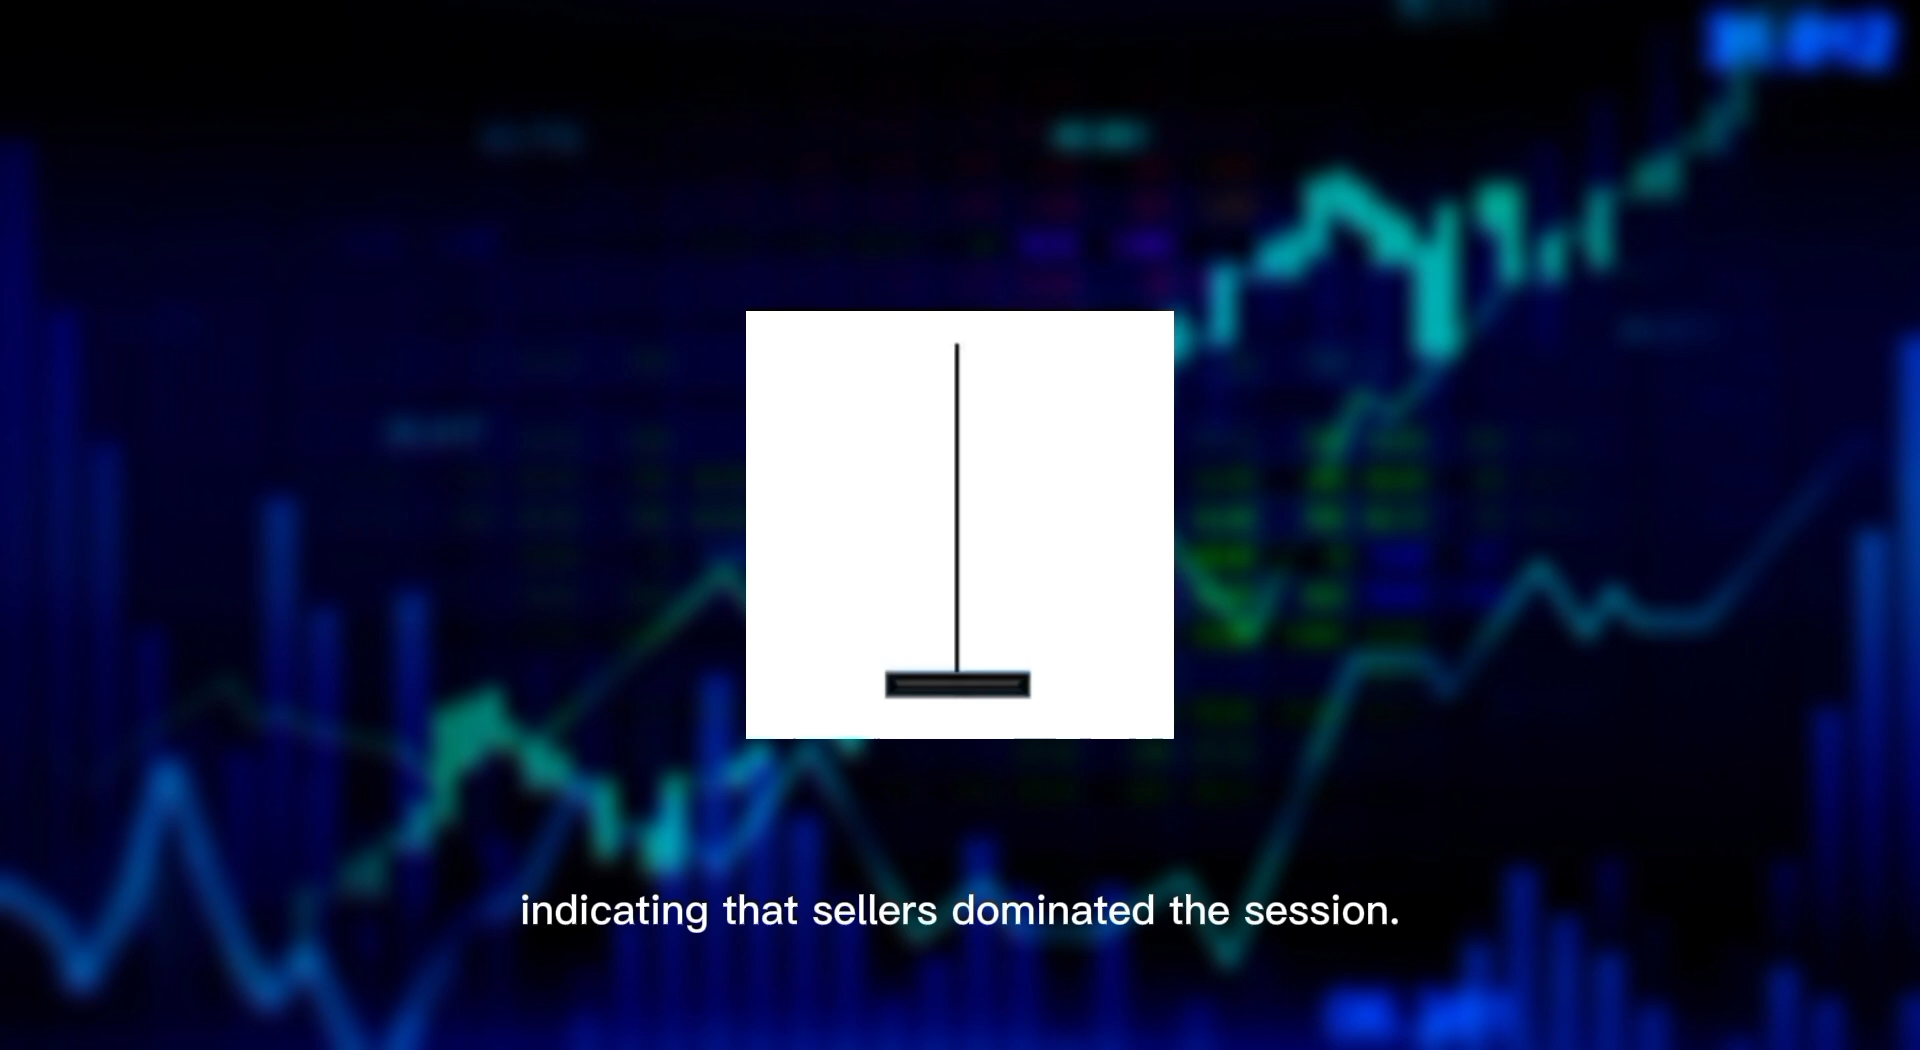 indicating that sellers dominated the session.